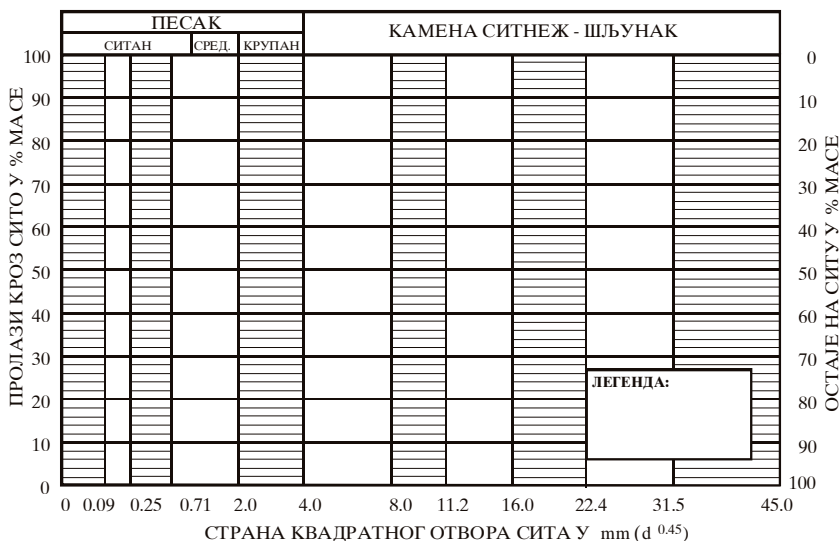 ПЕСАК
КАМЕНА СИТНЕЖ - ШЉУНАК
СИТАН СРЕД. КРУПАН
ПРОЛАЗИ КРОЗ СИТО У % МАСЕ
100
90
80
70
60
50
40
30
20
10
0
0
10
20
30
40
50
60
70
80
90
100
ОСТАЈЕ НА СИТУ У % МАСЕ
ЛЕГЕНДА:
0 0.09 0.25 0.71 2.0 4.0 8.0 11.2 16.0 22.4 31.5 45.0
СТРАНА КВАДРАТНОГ ОТВОРА СИТА У mm (d 0.45)